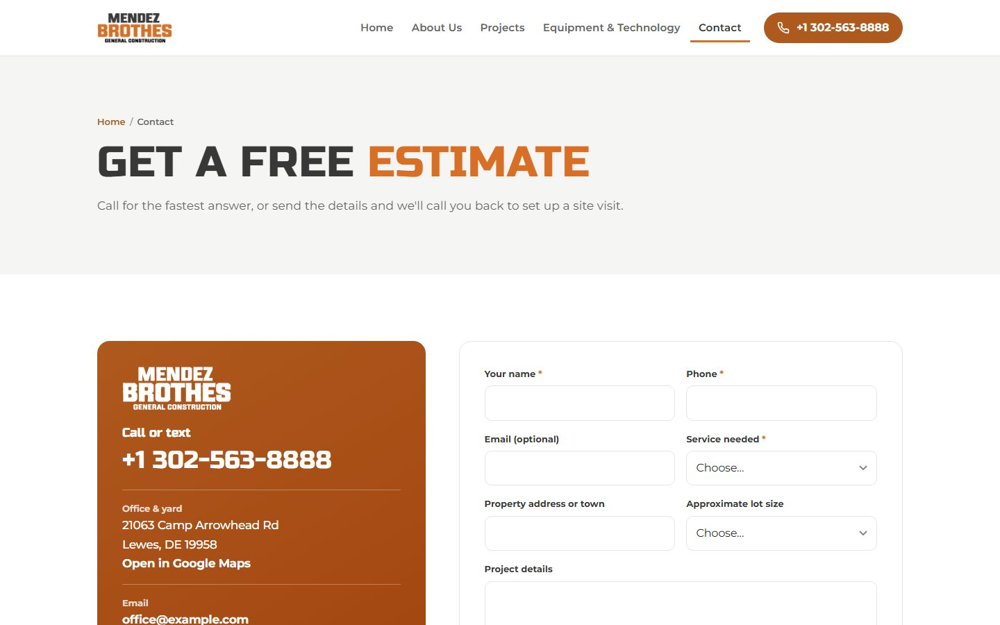 MENDEZ
BROTHES
GENERAL CONSTRUCTION
Home
About Us
Projects
Equipment & Technology
Contact
+1 302-563-8888
Home / Contact
GET A FREE ESTIMATE
Call for the fastest answer, or send the details and we'll call you back to set up a site visit.
MENDEZ
BROTHES
GENERAL CONSTRUCTION
Call or text
+1 302-563-8888
Office & yard
21063 Camp Arrowhead Rd
Lewes, DE 19958
Open in Google Maps
Email
office@example.com
Your name *
Phone *
Email (optional)
Service needed *
Choose...
Property address or town
Approximate lot size
Choose...
Project details